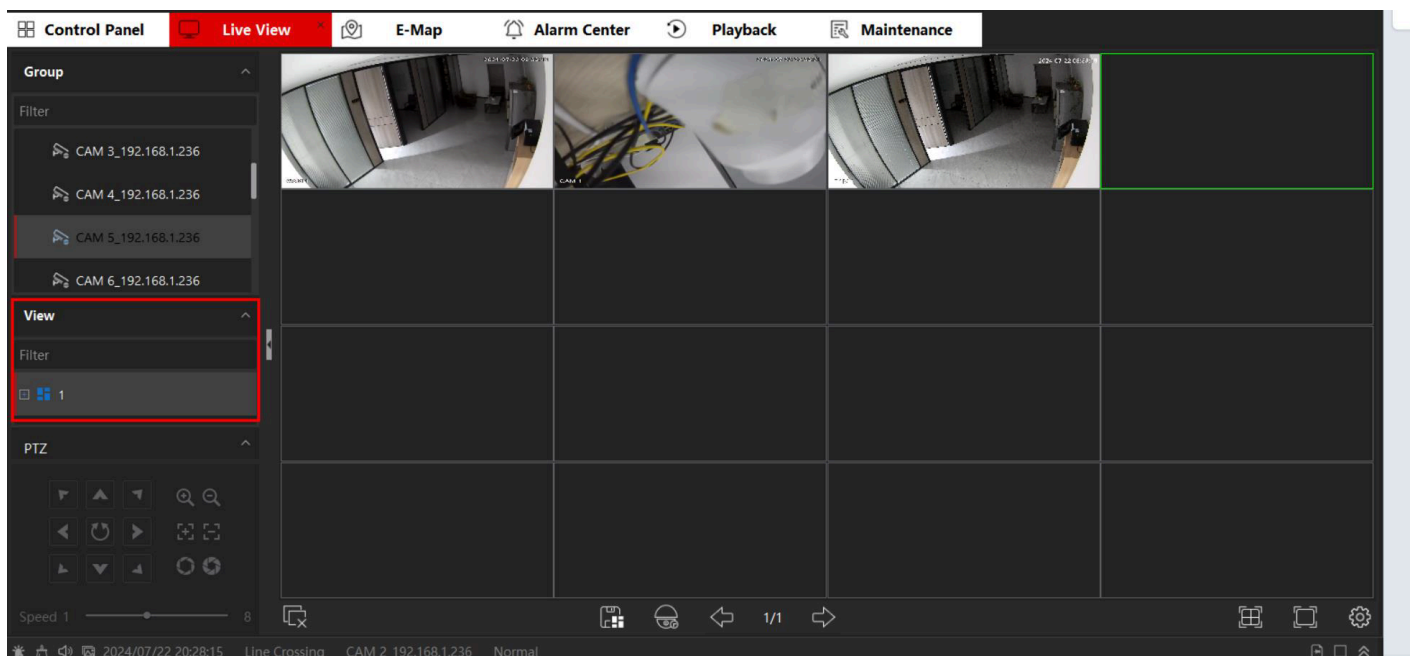 Control Panel Live View × E-Map Alarm Center Playback Maintenance
Group
Filter
CAM 3_192.168.1.236
CAM 4_192.168.1.236
CAM 5_192.168.1.236
CAM 6_192.168.1.236
View
Filter
1
PTZ
Speed 1 8
CAM 1
1/1
2024/07/22 20:28:15 Line Crossing CAM 2_192.168.1.236 Normal